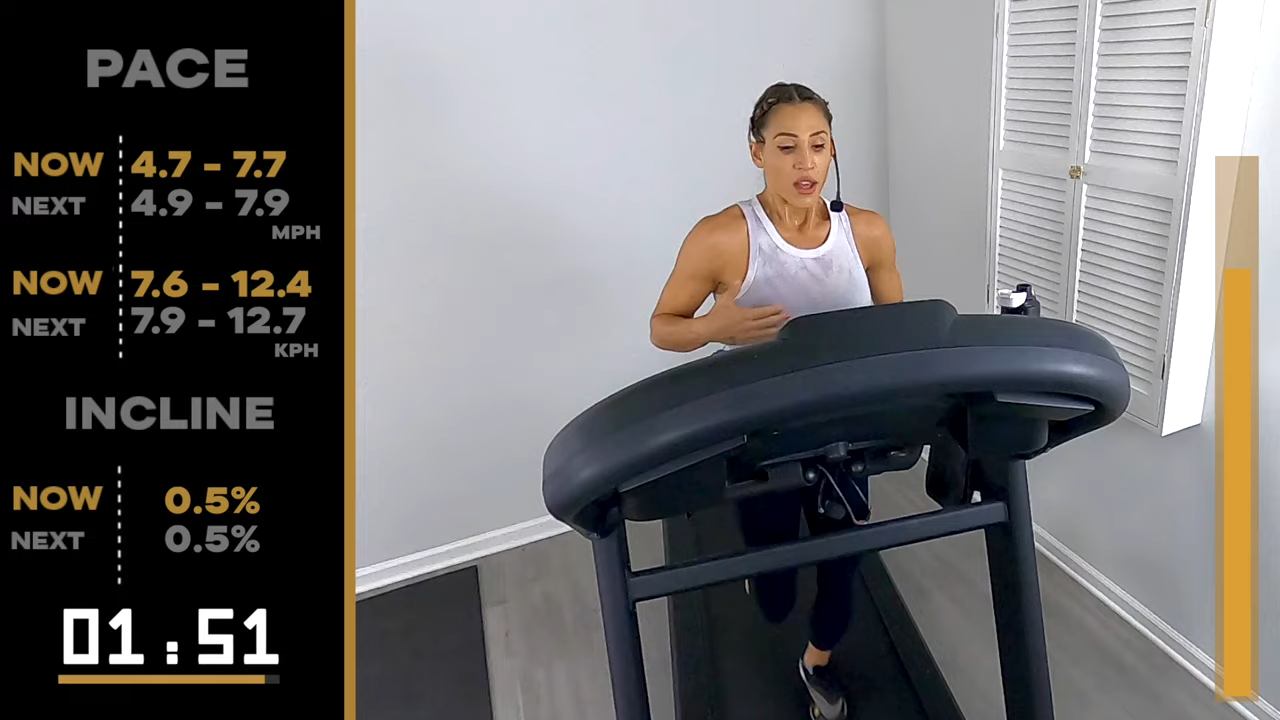 PACE
NOW 4.7 - 7.7
NEXT 4.9 - 7.9
MPH
NOW 7.6 - 12.4
NEXT 7.9 - 12.7
KPH
INCLINE
NOW 0.5%
NEXT 0.5%
01:51